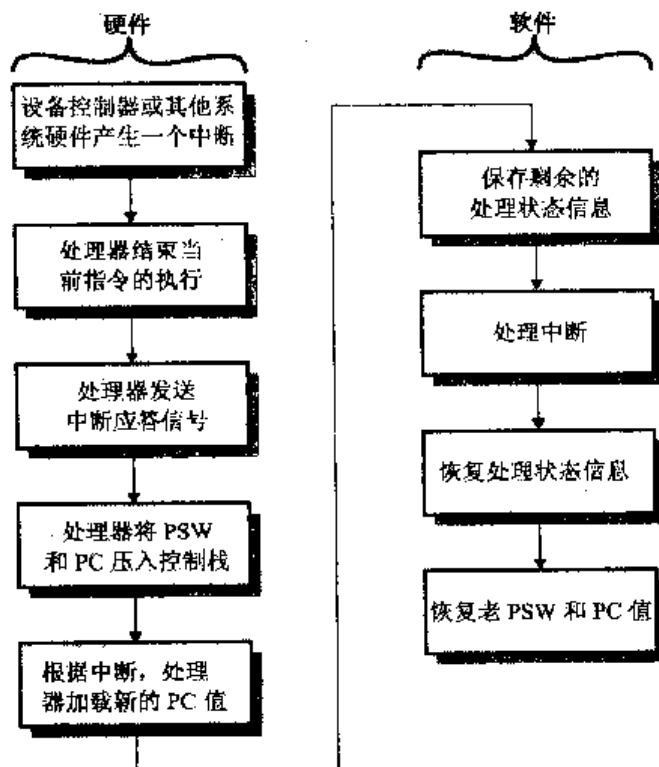 硬件
设备控制器或其他系
统硬件产生一个中断
处理器结束当
前指令的执行
处理器发送
中断应答信号
处理器将 PSW
和 PC 压入控制栈
根据中断，处理
器加载新的 PC 值
软件
保存剩余的
处理状态信息
处理中断
恢复处理状态信息
恢复老 PSW 和 PC 值